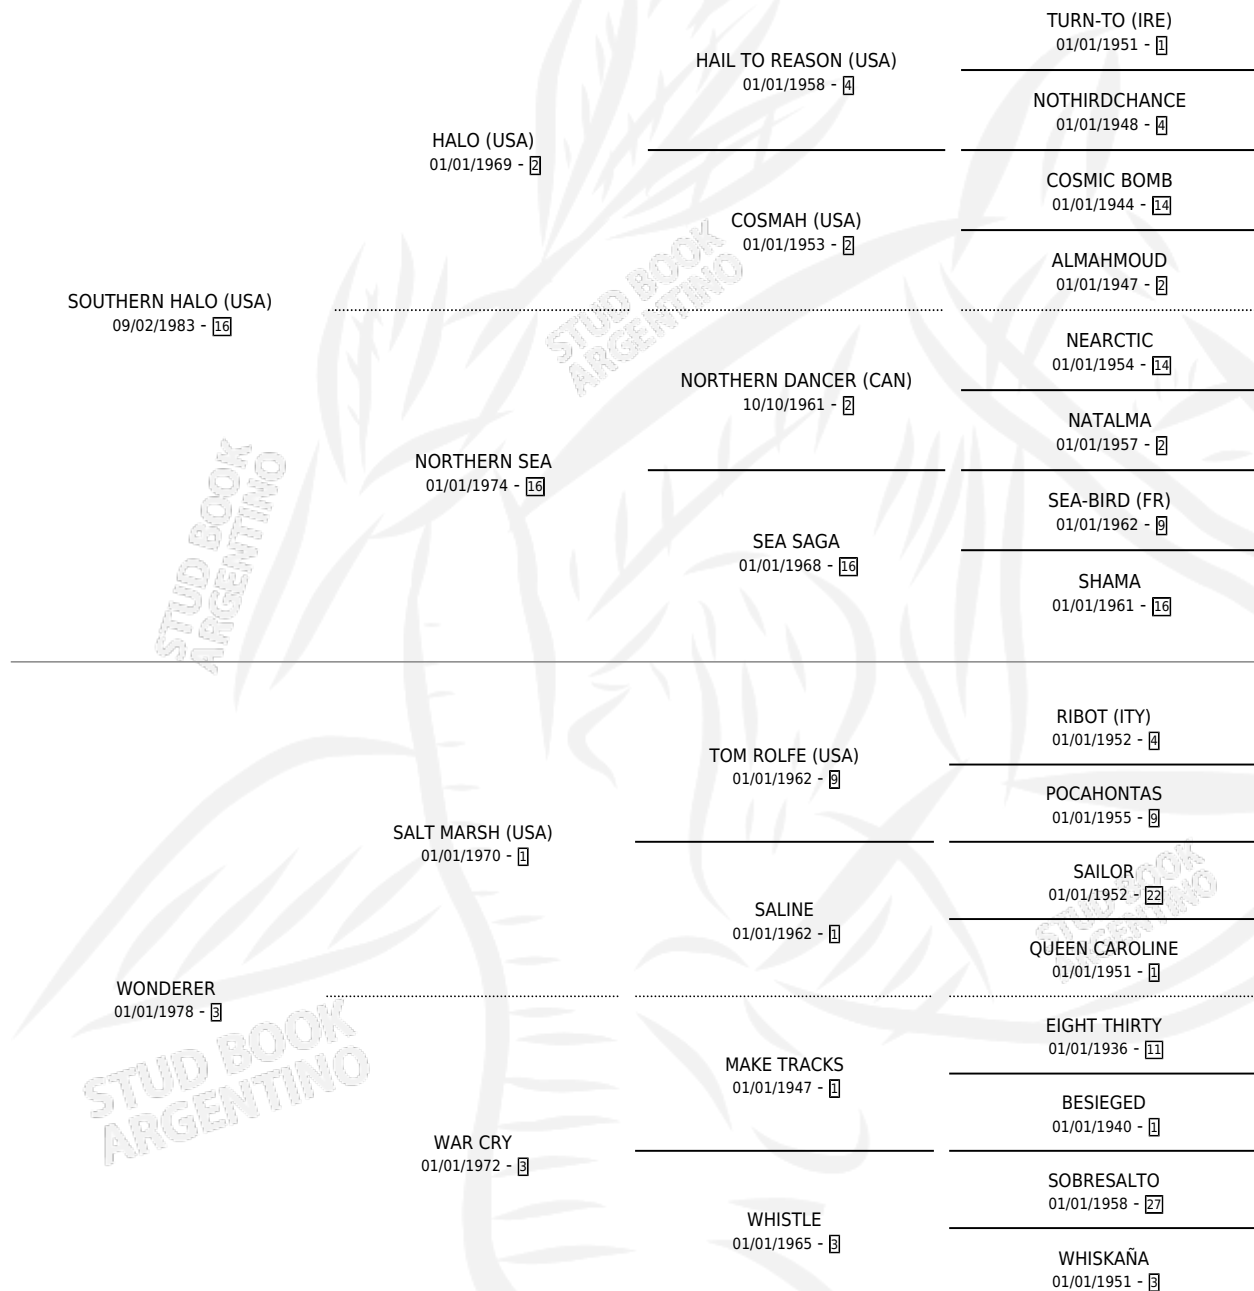 TURN-TO (IRE)
01/01/1951 - 1
HAIL TO REASON (USA)
01/01/1958 - 4
NOTHIRDCHANCE
01/01/1948 - 4
HALO (USA)
01/01/1969 - 2
COSMIC BOMB
01/01/1944 - 14
COSMAH (USA)
01/01/1953 - 2
ALMAHMOUD
01/01/1947 - 2
SOUTHERN HALO (USA)
09/02/1983 - 16
STUD BOOK
ARGENTINO
NEARCTIC
01/01/1954 - 14
NORTHERN DANCER (CAN)
10/10/1961 - 2
NATALMA
01/01/1957 - 2
NORTHERN SEA
01/01/1974 - 16
SEA-BIRD (FR)
01/01/1962 - 9
SEA SAGA
01/01/1968 - 16
SHAMA
01/01/1961 - 16
STUD BOOK
ARGENTINO
RIBOT (ITY)
01/01/1952 - 4
TOM ROLFE (USA)
01/01/1962 - 9
POCAHONTAS
01/01/1955 - 9
SALT MARSH (USA)
01/01/1970 - 1
SAILOR
01/01/1952 - 22
SALINE
01/01/1962 - 1
STUD BOOK
ARGENTINO
QUEEN CAROLINE
01/01/1951 - 1
WONDERER
01/01/1978 - 3
EIGHT THIRTY
01/01/1936 - 11
MAKE TRACKS
01/01/1947 - 1
STUD BOOK
ARGENTINO
BESIEGED
01/01/1940 - 1
WAR CRY
01/01/1972 - 3
SOBRESALTO
01/01/1958 - 27
WHISTLE
01/01/1965 - 3
WHISKAÑA
01/01/1951 - 3